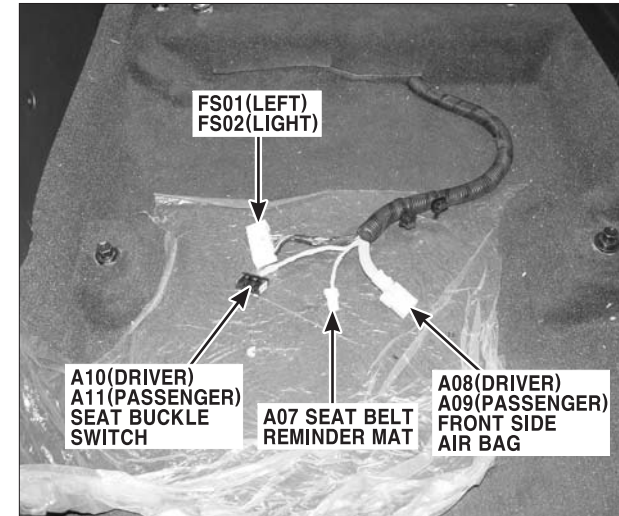 FS01(LEFT)
FS02(LIGHT)
A10(DRIVER)
A11(PASSENGER)
SEAT BUCKLE
SWITCH
A07 SEAT BELT
REMINDER MAT
A08(DRIVER)
A09(PASSENGER)
FRONT SIDE
AIR BAG